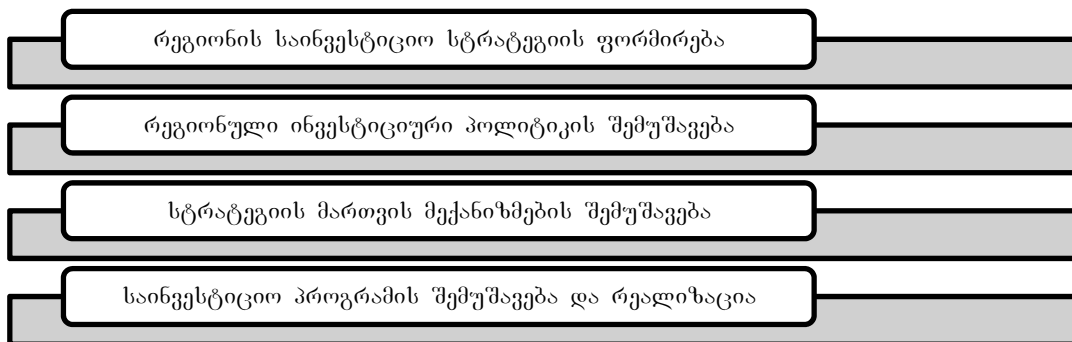 რეგიონის საინვესტიციო სტრატეგიის ფორმირება
რეგიონული ინვესტიციური პოლიტიკის შემუშავება
სტრატეგიის მართვის მექანიზმების შემუშავება
საინვესტიციო პროგრამის შემუშავება და რეალიზაცია